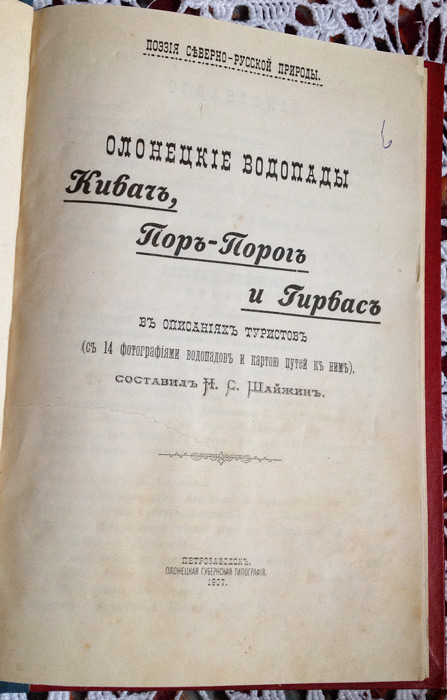 ПОЭЗІЯ СѢВЕРНО-РУССКОЙ ПРИРОДЫ.
ОЛОНЕЦКІЕ ВОДОПАДЫ
Кивачъ,
Поръ-Порогъ
и Гирвасъ
ВЪ ОПИСАНІЯХЪ ТУРИСТОВЪ
(съ 14 фотографіями водопадовъ и картою путей къ нимъ).
СОСТАВИЛЪ Н. С. ШАЙЖИНЪ.
ПЕТРОЗАВОДСКЪ.
ОЛОНЕЦКАЯ ГУБЕРНСКАЯ ТИПОГРАФІЯ.
1907.